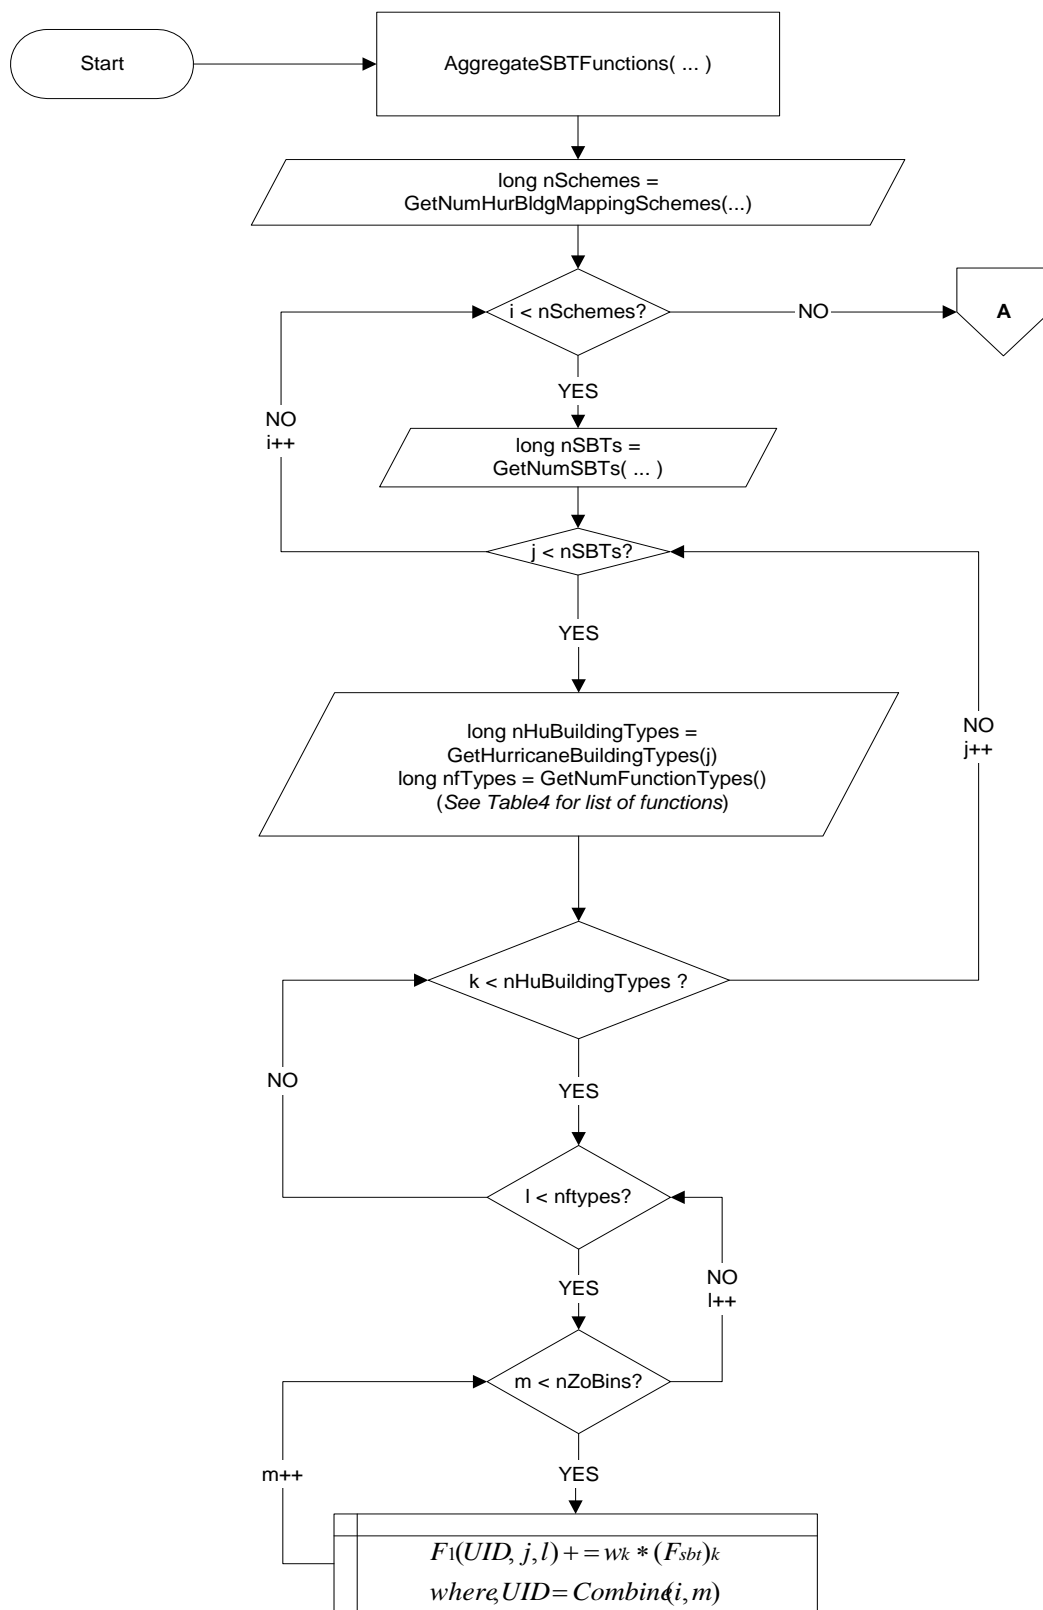 Start
AggregateSBTFunctions( ... )
long nSchemes =
GetNumHurBldgMappingSchemes(...)
i < nSchemes?
NO
A
YES
NO
i++
long nSBTs =
GetNumSBTs( ... )
j < nSBTs?
YES
long nHuBuildingTypes =
GetHurricaneBuildingTypes(j)
long nfTypes = GetNumFunctionTypes()
(See Table4 for list of functions)
NO
j++
k < nHuBuildingTypes ?
NO
YES
l < nftypes?
YES
NO
l++
m < nZoBins?
m++
YES
F1(UID, j, l) + = wk * (Fsbt)k
where, UID = Combine(i, m)